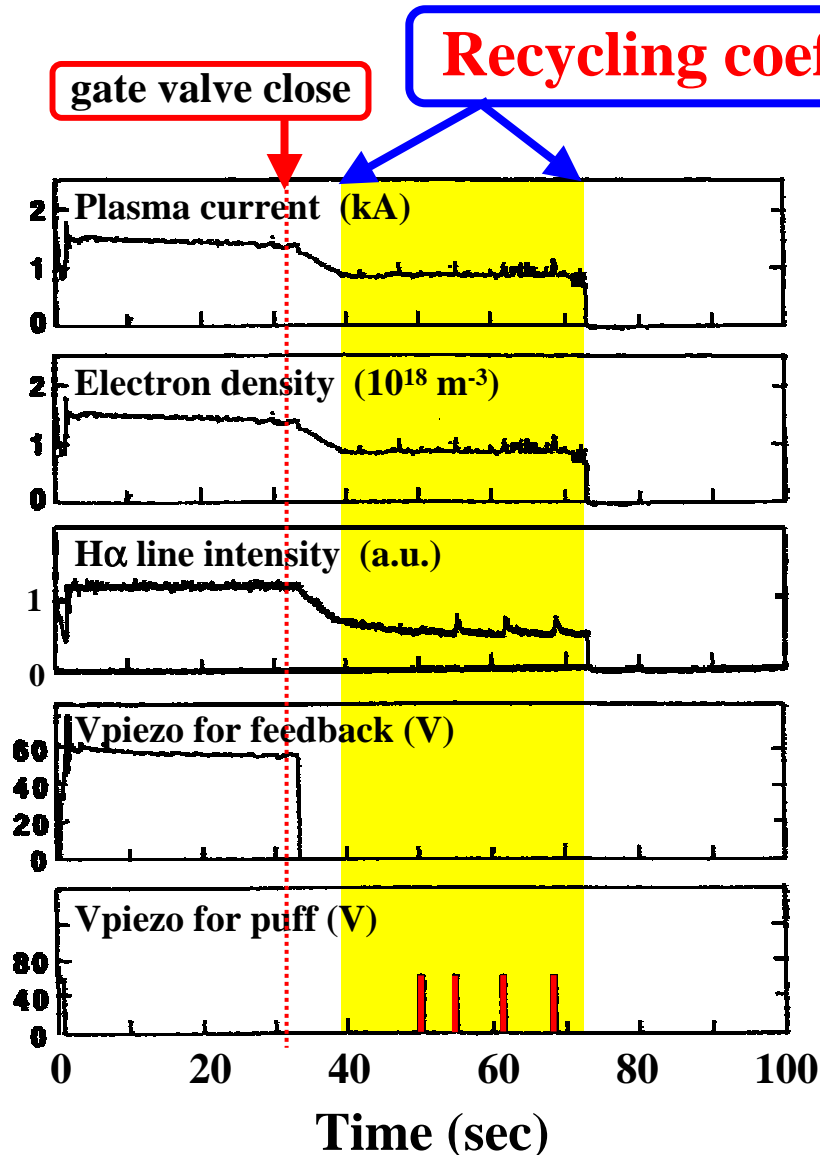 Recycling
gate valve close
Plasma current (kA)
2
1
0
Electron density (10¹⁸ m⁻³)
2
1
0
Hα line intensity (a.u.)
1
0
Vpiezo for feedback (V)
60
40
20
0
Vpiezo for puff (V)
80
40
0
0 20 40 60 80 100
Time (sec)